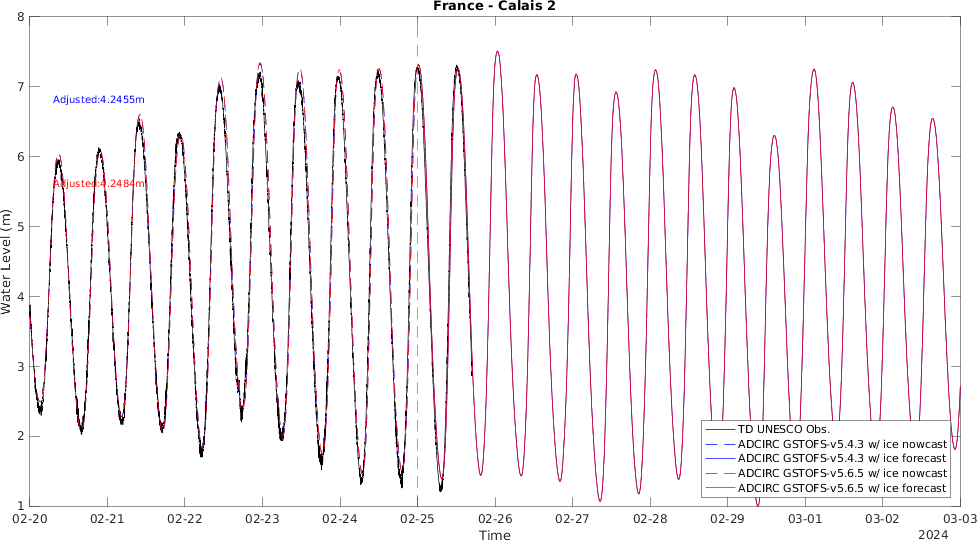 France - Calais 2
8
7
6
5
4
3
2
1
Water Level (m)
Adjusted:4.2455m
Adjusted:4.2484m
TD UNESCO Obs.
ADCIRC GSTOFS-v5.4.3 w/ ice nowcast
ADCIRC GSTOFS-v5.4.3 w/ ice forecast
ADCIRC GSTOFS-v5.6.5 w/ ice nowcast
ADCIRC GSTOFS-v5.6.5 w/ ice forecast
02-20 02-21 02-22 02-23 02-24 02-25 02-26 02-27 02-28 02-29 03-01 03-02 03-03
Time
2024